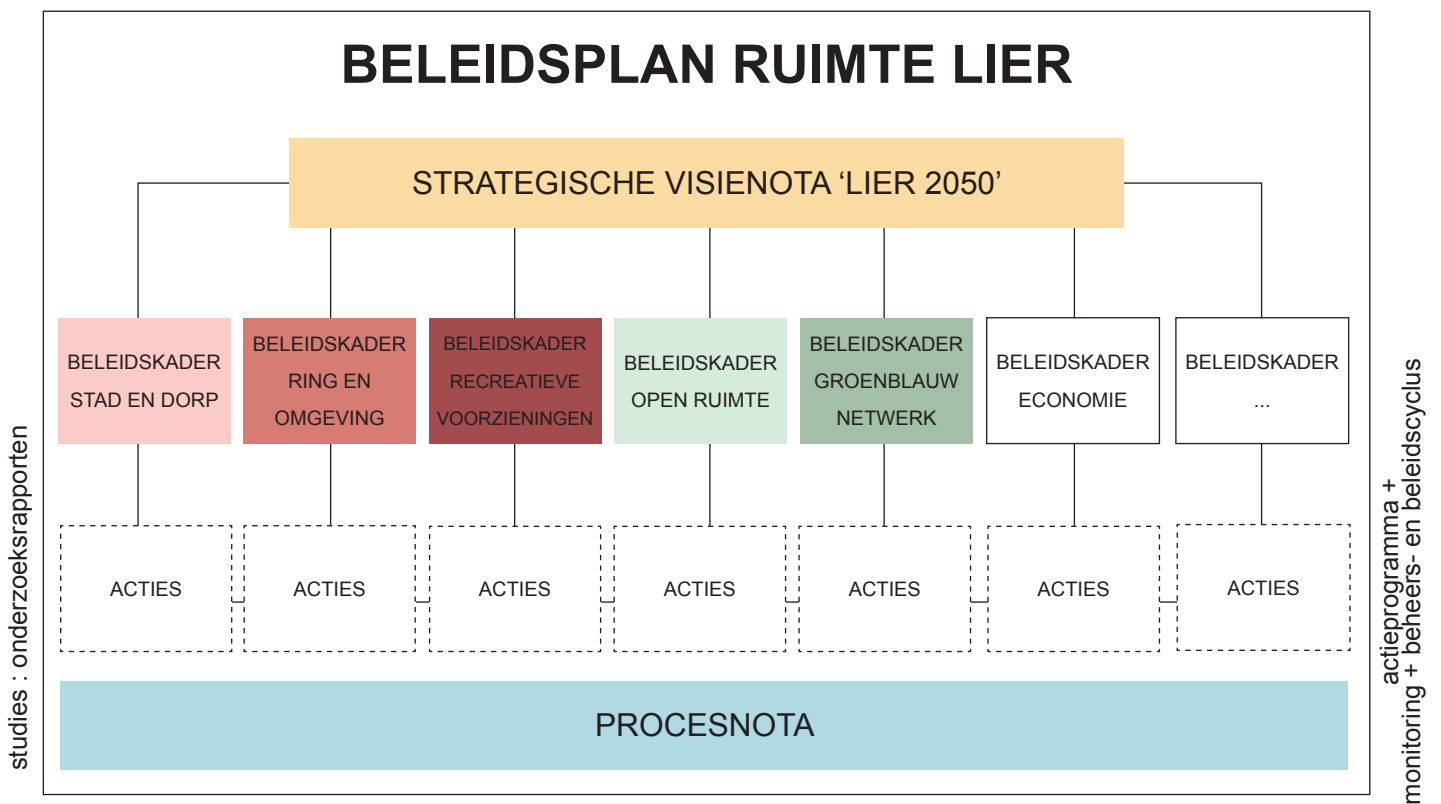 BELEIDSPLAN RUIMTE LIER
STRATEGISCHE VISIENOTA ‘LIER 2050’
BELEIDSKADER
STAD EN DORP
BELEIDSKADER
RING EN
OMGEVING
BELEIDSKADER
RECREATIEVE
VOORZIENINGEN
BELEIDSKADER
OPEN RUIMTE
BELEIDSKADER
GROENBLAUW
NETWERK
BELEIDSKADER
ECONOMIE
BELEIDSKADER
...
ACTIES
ACTIES
ACTIES
ACTIES
ACTIES
ACTIES
ACTIES
PROCESNOTA
studies : onderzoeksrapporten
actieprogramma +
monitoring + beheers- en beleidscyclus